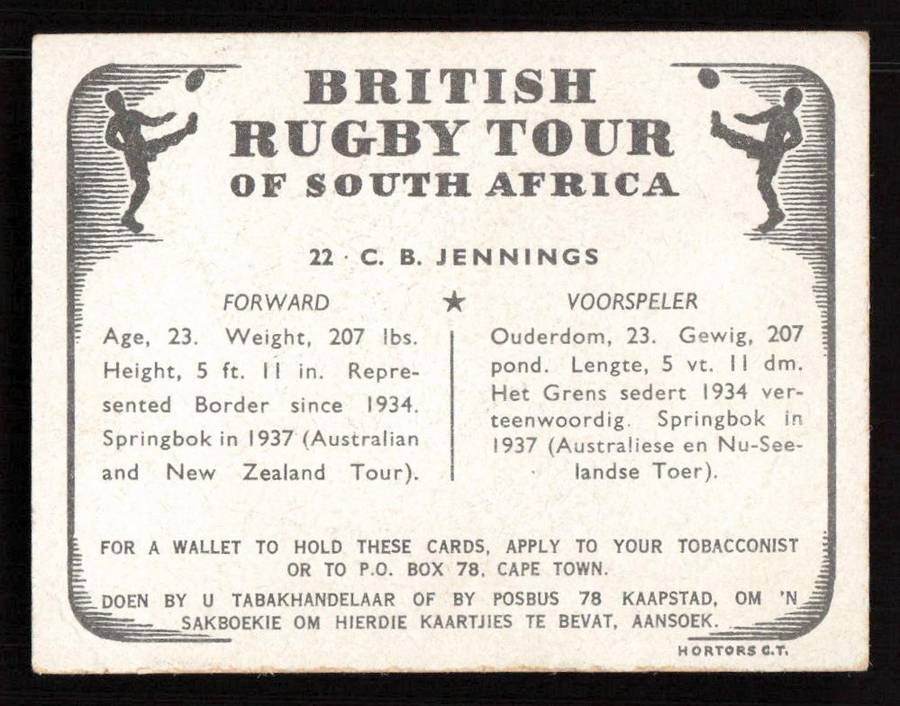 BRITISH
RUGBY TOUR
OF SOUTH AFRICA
22 · C. B. JENNINGS
FORWARD
Age, 23. Weight, 207 lbs.
Height, 5 ft. 11 in. Repre-
sented Border since 1934.
Springbok in 1937 (Australian
and New Zealand Tour).
VOORSPELER
Ouderdom, 23. Gewig, 207
pond. Lengte, 5 vt. 11 dm.
Het Grens sedert 1934 ver-
teenwoordig. Springbok in
1937 (Australiese en Nu-See-
landse Toer).
FOR A WALLET TO HOLD THESE CARDS, APPLY TO YOUR TOBACCONIST
OR TO P.O. BOX 78, CAPE TOWN.
DOEN BY U TABAKHANDELAAR OF BY POSBUS 78 KAAPSTAD, OM 'N
SAKBOEKIE OM HIERDIE KAARTJIES TE BEVAT, AANSOEK.
HORTORS C.T.